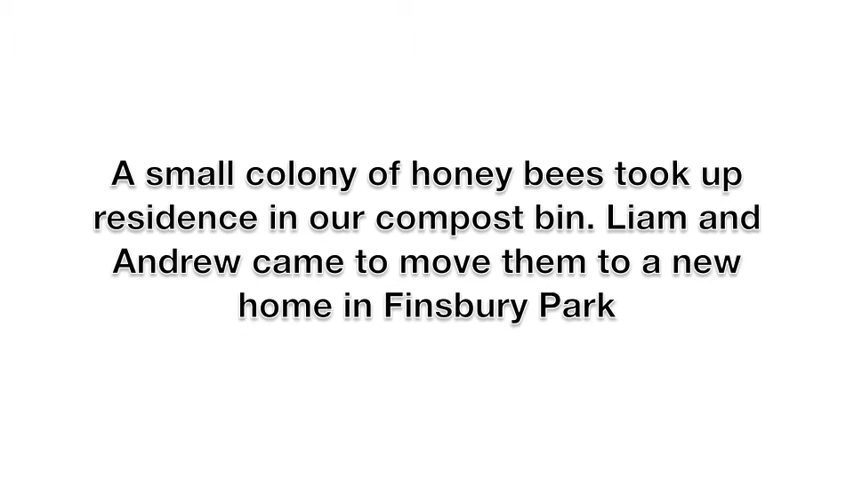 A small colony of honey bees took up
residence in our compost bin. Liam and
Andrew came to move them to a new
home in Finsbury Park